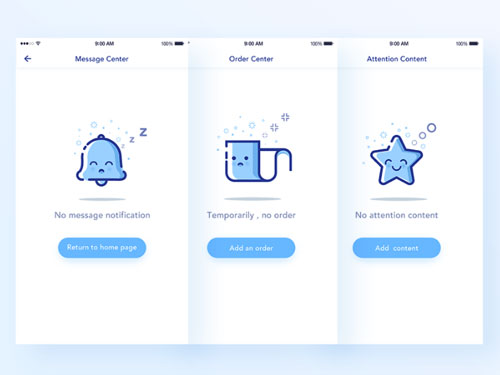 9:00 AM 100%
Message Center
z z
No message notification
Return to home page
9:00 AM 100%
Order Center
Temporarily , no order
Add an order
9:00 AM 100%
Attention Content
No attention content
Add content